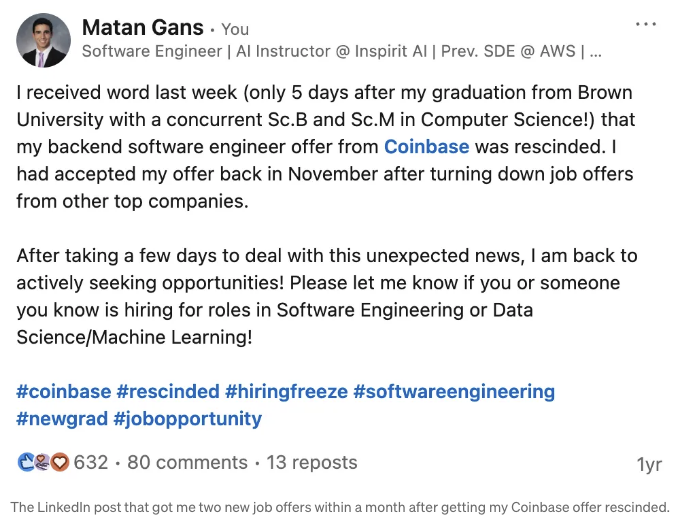 Matan Gans · You
Software Engineer | AI Instructor @ Inspirit AI | Prev. SDE @ AWS | ...
I received word last week (only 5 days after my graduation from Brown
University with a concurrent Sc.B and Sc.M in Computer Science!) that
my backend software engineer offer from Coinbase was rescinded. I
had accepted my offer back in November after turning down job offers
from other top companies.
After taking a few days to deal with this unexpected news, I am back to
actively seeking opportunities! Please let me know if you or someone
you know is hiring for roles in Software Engineering or Data
Science/Machine Learning!
#coinbase #rescinded #hiringfreeze #softwareengineering
#newgrad #jobopportunity
632 · 80 comments · 13 reposts
1yr
The LinkedIn post that got me two new job offers within a month after getting my Coinbase offer rescinded.